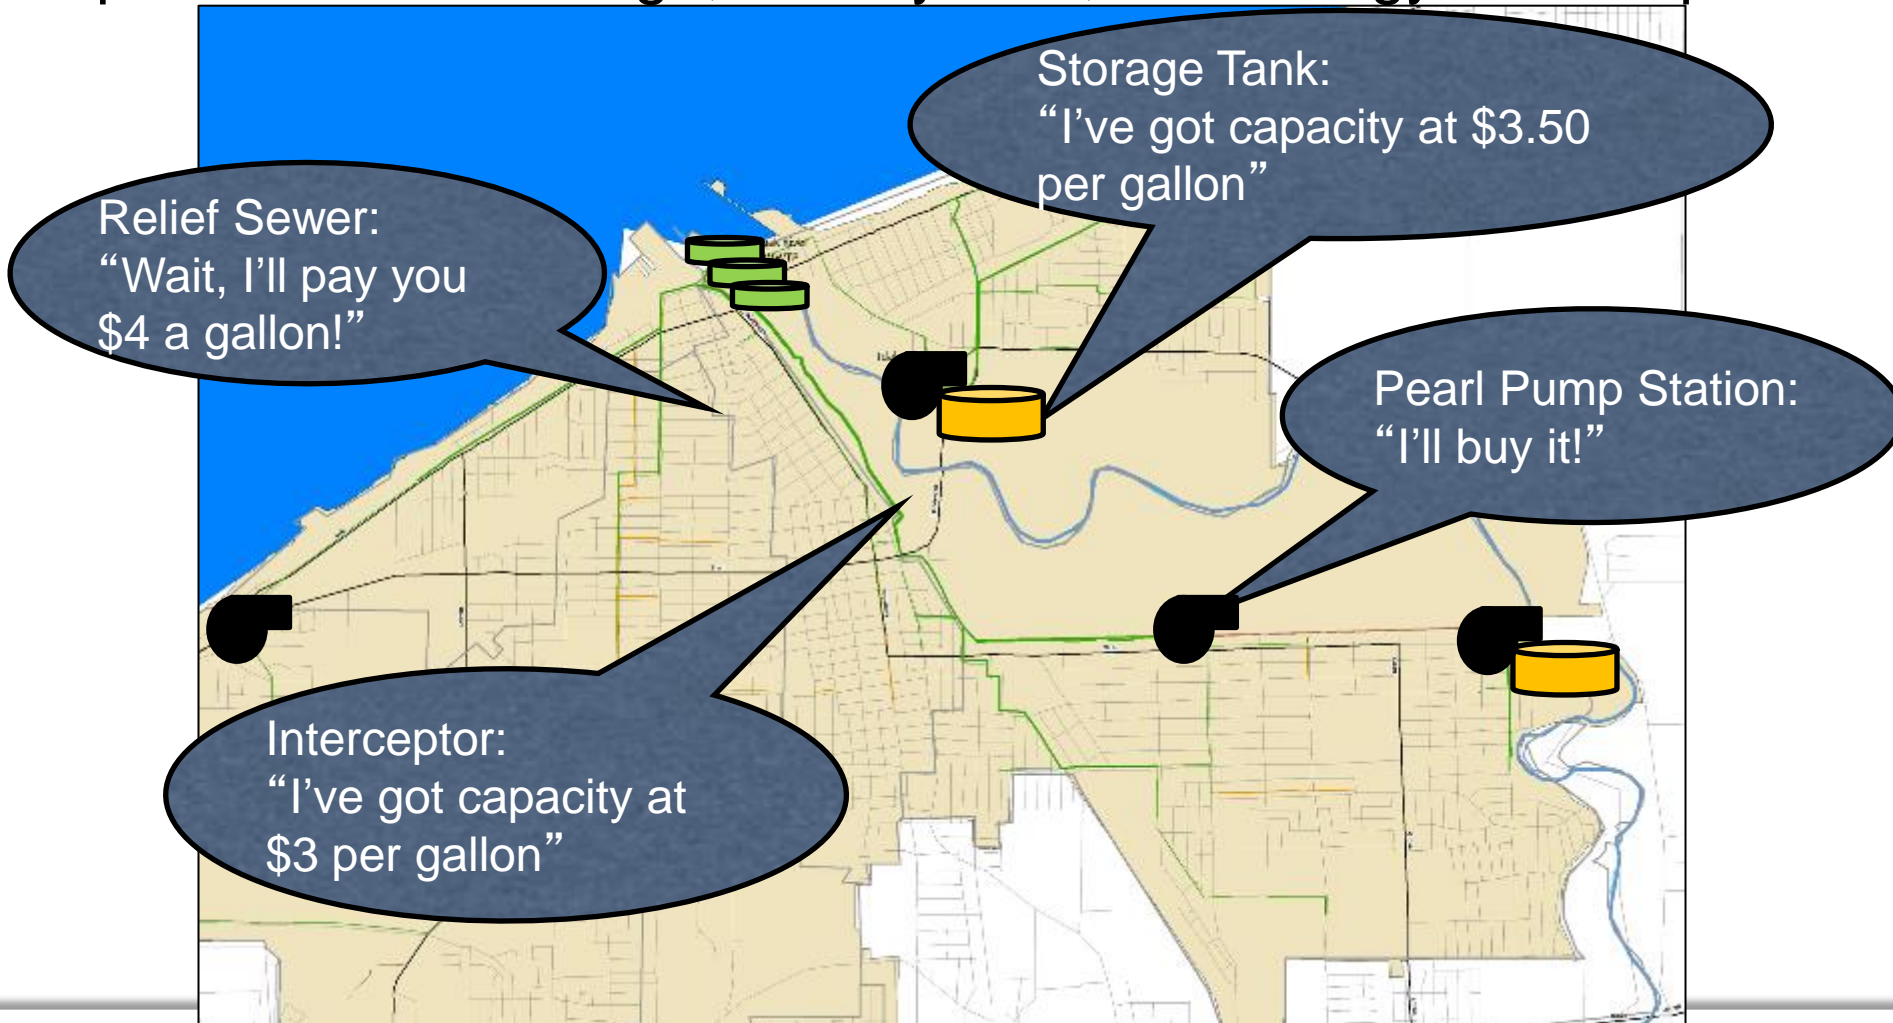 Storage Tank:
“I’ve got capacity at $3.50
per gallon”
Relief Sewer:
“Wait, I’ll pay you
$4 a gallon!”
Pearl Pump Station:
“I’ll buy it!”
Interceptor:
“I’ve got capacity at
$3 per gallon”